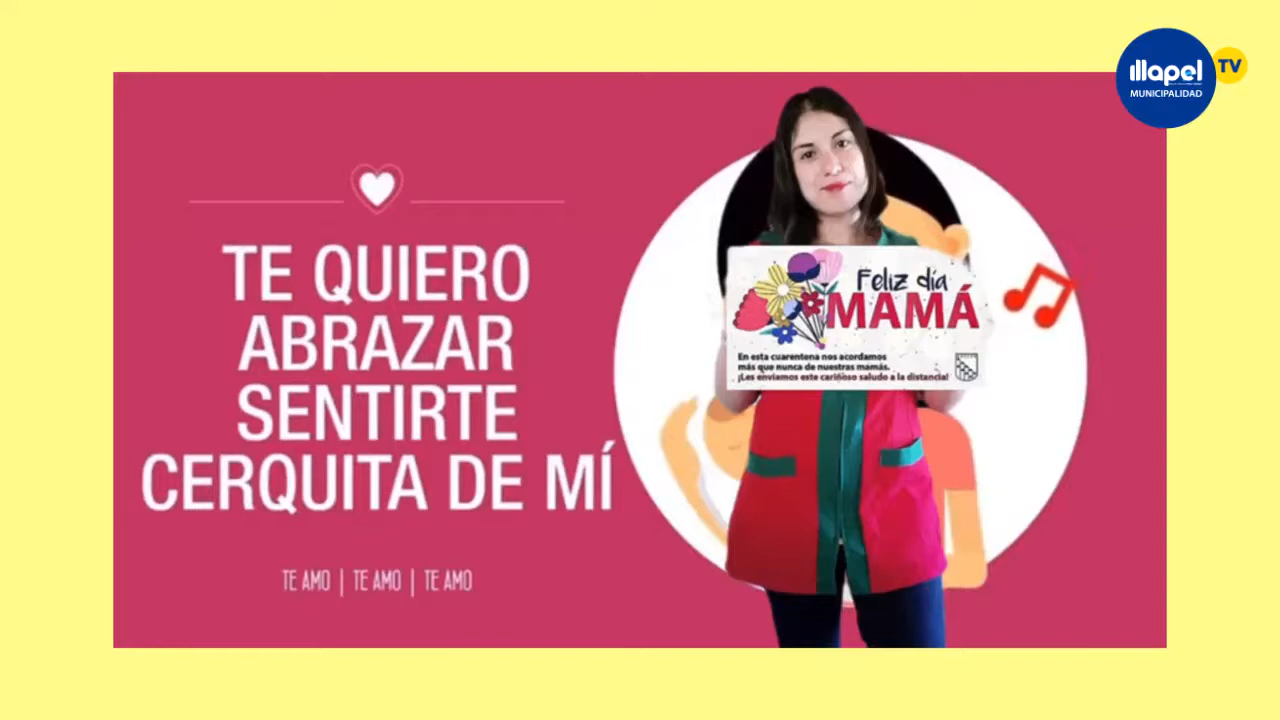 illapel
TV
MUNICIPALIDAD
TE QUIERO
ABRAZAR
SENTIRTE
CERQUITA DE MÍ
TE AMO | TE AMO | TE AMO
Feliz día
MAMÁ
En esta cuarentena nos acordamos
más que nunca de nuestras mamás.
¡Les enviamos este cariñoso saludo a la distancia!